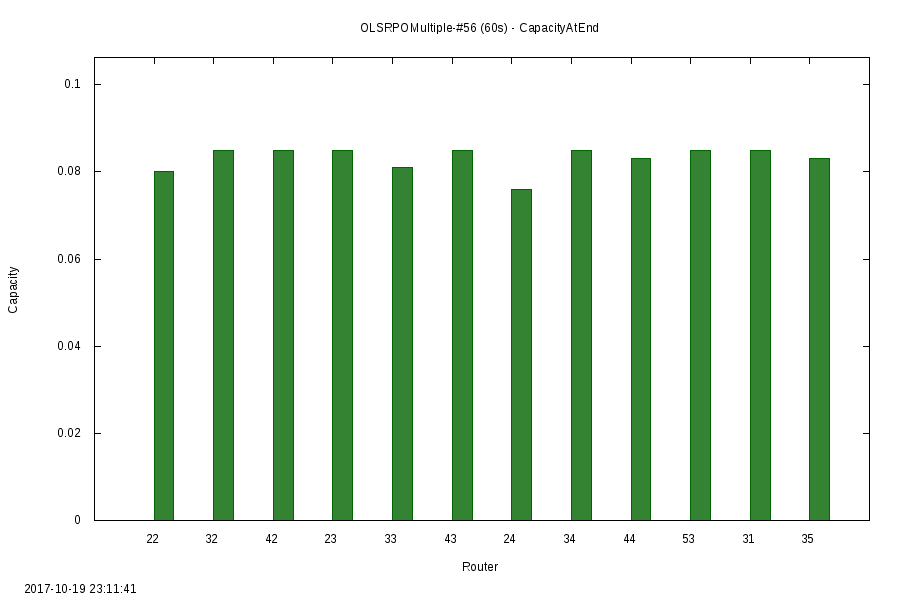 OLSRPOMultiple-#56 (60s) - CapacityAtEnd
0.1
0.08
0.06
0.04
0.02
0
Capacity
22 32 42 23 33 43 24 34 44 53 31 35
Router
2017-10-19 23:11:41